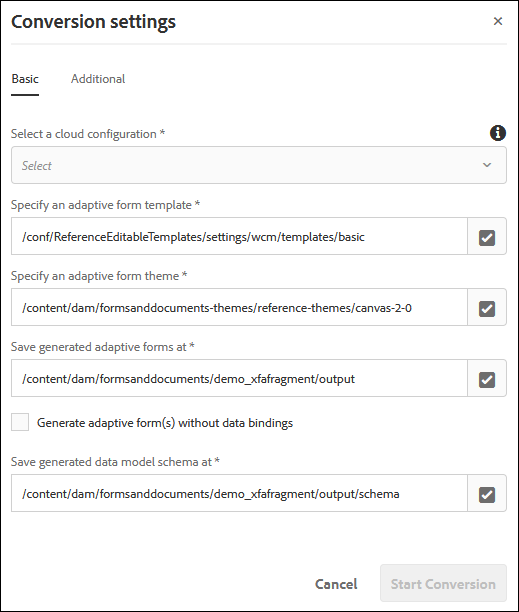 Conversion settings
Basic
Additional
Select a cloud configuration *
Select
Specify an adaptive form template *
/conf/ReferenceEditableTemplates/settings/wcm/templates/basic
Specify an adaptive form theme *
/content/dam/formsanddocuments-themes/reference-themes/canvas-2-0
Save generated adaptive forms at *
/content/dam/formsanddocuments/demo_xfafragment/output
Generate adaptive form(s) without data bindings
Save generated data model schema at *
/content/dam/formsanddocuments/demo_xfafragment/output/schema
Cancel
Start Conversion